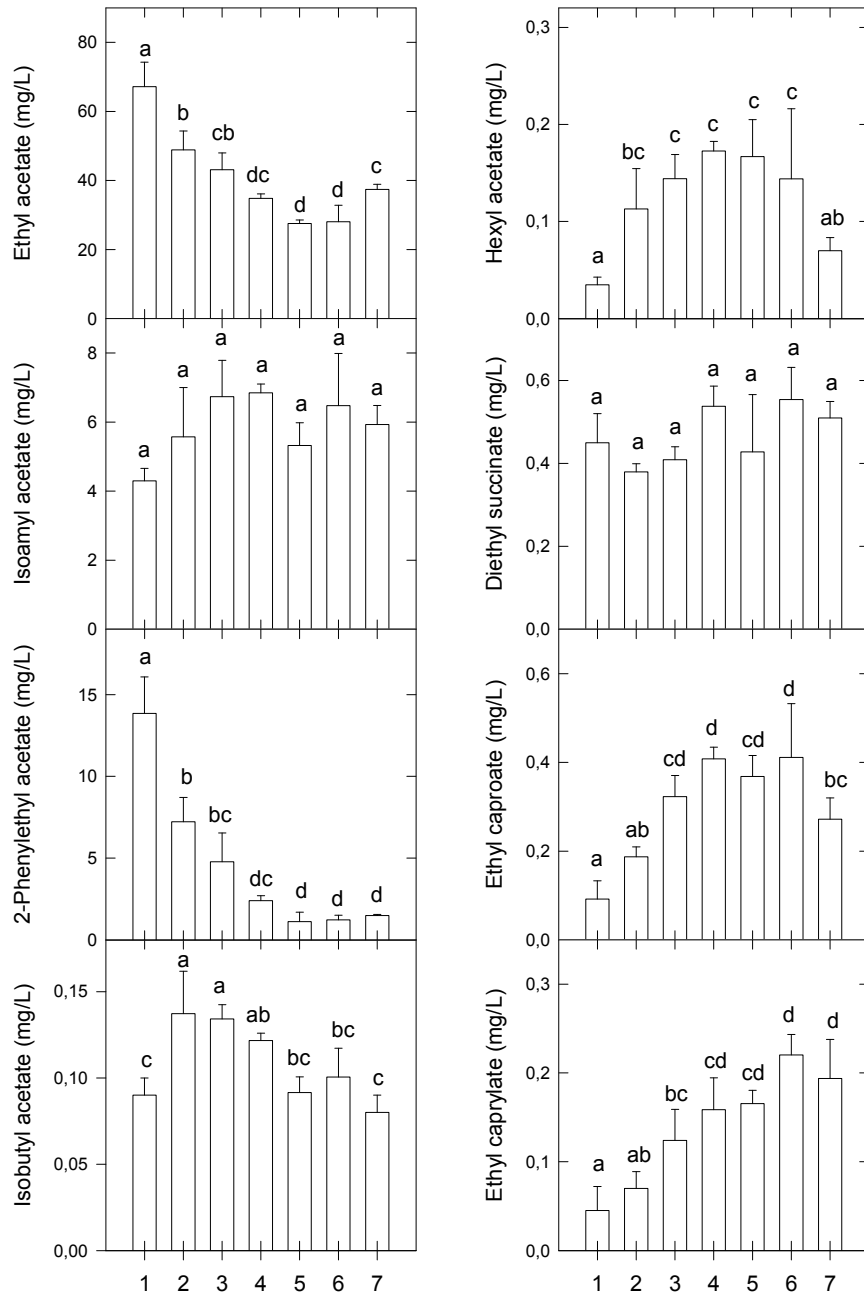 Ethyl acetate (mg/L)
80
60
40
20
0
a
b
cb
dc
d
d
c
Hexyl acetate (mg/L)
0,3
0,2
0,1
0,0
a
bc
c
c
c
c
ab
Isoamyl acetate (mg/L)
8
6
4
2
0
a
a
a
a
a
a
a
Diethyl succinate (mg/L)
0,6
0,4
0,2
0,0
a
a
a
a
a
a
a
2-Phenylethyl acetate (mg/L)
15
10
5
0
a
b
bc
dc
d
d
d
Ethyl caproate (mg/L)
0,6
0,4
0,2
0,0
a
ab
cd
d
cd
d
bc
Isobutyl acetate (mg/L)
0,15
0,10
0,05
0,00
c
a
a
ab
bc
bc
c
1 2 3 4 5 6 7
Ethyl caprylate (mg/L)
0,3
0,2
0,1
0,0
a
ab
bc
cd
cd
d
d
1 2 3 4 5 6 7